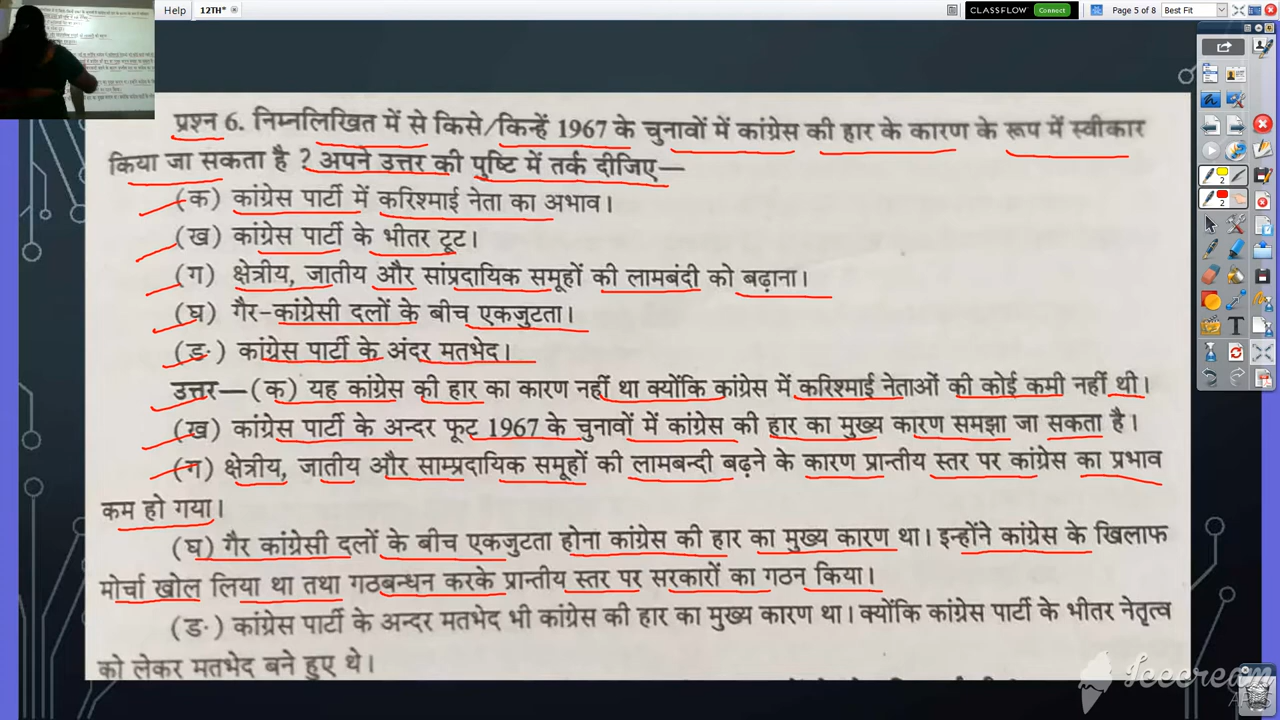 Help
12TH*
CLASSFLOW Connect
Page 5 of 8
Best Fit
प्रश्न 6. निम्नलिखित में से किसे/किन्हें 1967 के चुनावों में कांग्रेस की हार के कारण के रूप में स्वीकार
किया जा सकता है ? अपने उत्तर की पुष्टि में तर्क दीजिए—
(क) कांग्रेस पार्टी में करिश्माई नेता का अभाव।
(ख) कांग्रेस पार्टी के भीतर टूट।
(ग) क्षेत्रीय, जातीय और सांप्रदायिक समूहों की लामबंदी को बढ़ाना।
(घ) गैर-कांग्रेसी दलों के बीच एकजुटता।
(ङ) कांग्रेस पार्टी के अंदर मतभेद।
उत्तर—(क) यह कांग्रेस की हार का कारण नहीं था क्योंकि कांग्रेस में करिश्माई नेताओं की कोई कमी नहीं थी।
(ख) कांग्रेस पार्टी के अन्दर फूट 1967 के चुनावों में कांग्रेस की हार का मुख्य कारण समझा जा सकता है।
(ग) क्षेत्रीय, जातीय और साम्प्रदायिक समूहों की लामबन्दी बढ़ने के कारण प्रान्तीय स्तर पर कांग्रेस का प्रभाव
कम हो गया।
(घ) गैर कांग्रेसी दलों के बीच एकजुटता होना कांग्रेस की हार का मुख्य कारण था। इन्होंने कांग्रेस के खिलाफ
मोर्चा खोल लिया था तथा गठबन्धन करके प्रान्तीय स्तर पर सरकारों का गठन किया।
(ङ) कांग्रेस पार्टी के अन्दर मतभेद भी कांग्रेस की हार का मुख्य कारण था। क्योंकि कांग्रेस पार्टी के भीतर नेतृत्व
को लेकर मतभेद बने हुए थे।
2
2
Icecream
APPS